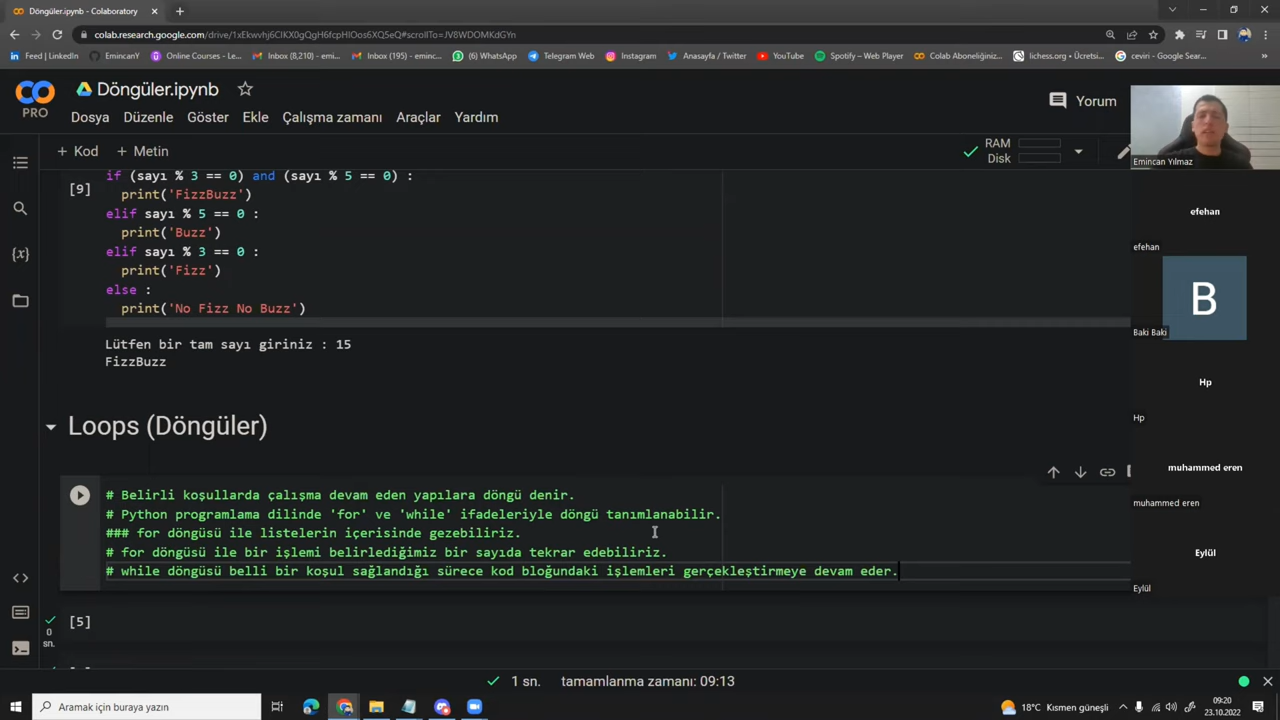 Döngüler.ipynb - Colaboratory
colab.research.google.com/drive/1xEkwvhj6CIKX0gQgH6fcpHIOos6XQ5eQ#scrollTo=JV8WDOMKdGYn
Feed | LinkedIn
EmincanY
Online Courses - Le...
Inbox (8,210) - emi...
Inbox (195) - eminc...
(6) WhatsApp
Telegram Web
Instagram
Anasayfa / Twitter
YouTube
Spotify – Web Player
Colab Aboneliğiniz...
lichess.org • Ücretsi...
ceviri - Google Sear...
PRO
Döngüler.ipynb
Dosya Düzenle Göster Ekle Çalışma zamanı Araçlar Yardım
Yorum
+ Kod + Metin
RAM
Disk
Emincan Yılmaz
[9]
if (sayı % 3 == 0) and (sayı % 5 == 0) :
print('FizzBuzz')
elif sayı % 5 == 0 :
print('Buzz')
elif sayı % 3 == 0 :
print('Fizz')
else :
print('No Fizz No Buzz')
Lütfen bir tam sayı giriniz : 15
FizzBuzz
Loops (Döngüler)
# Belirli koşullarda çalışma devam eden yapılara döngü denir.
# Python programlama dilinde 'for' ve 'while' ifadeleriyle döngü tanımlanabilir.
### for döngüsü ile listelerin içerisinde gezebiliriz.
# for döngüsü ile bir işlemi belirlediğimiz bir sayıda tekrar edebiliriz.
# while döngüsü belli bir koşul sağlandığı sürece kod bloğundaki işlemleri gerçekleştirmeye devam eder.
[5]
0
sn.
efehan
efehan
B
Baki Baki
Hp
Hp
muhammed eren
muhammed eren
Eylül
Eylül
1 sn. tamamlanma zamanı: 09:13
Aramak için buraya yazın
18°C Kısmen güneşli
09:20
23.10.2022